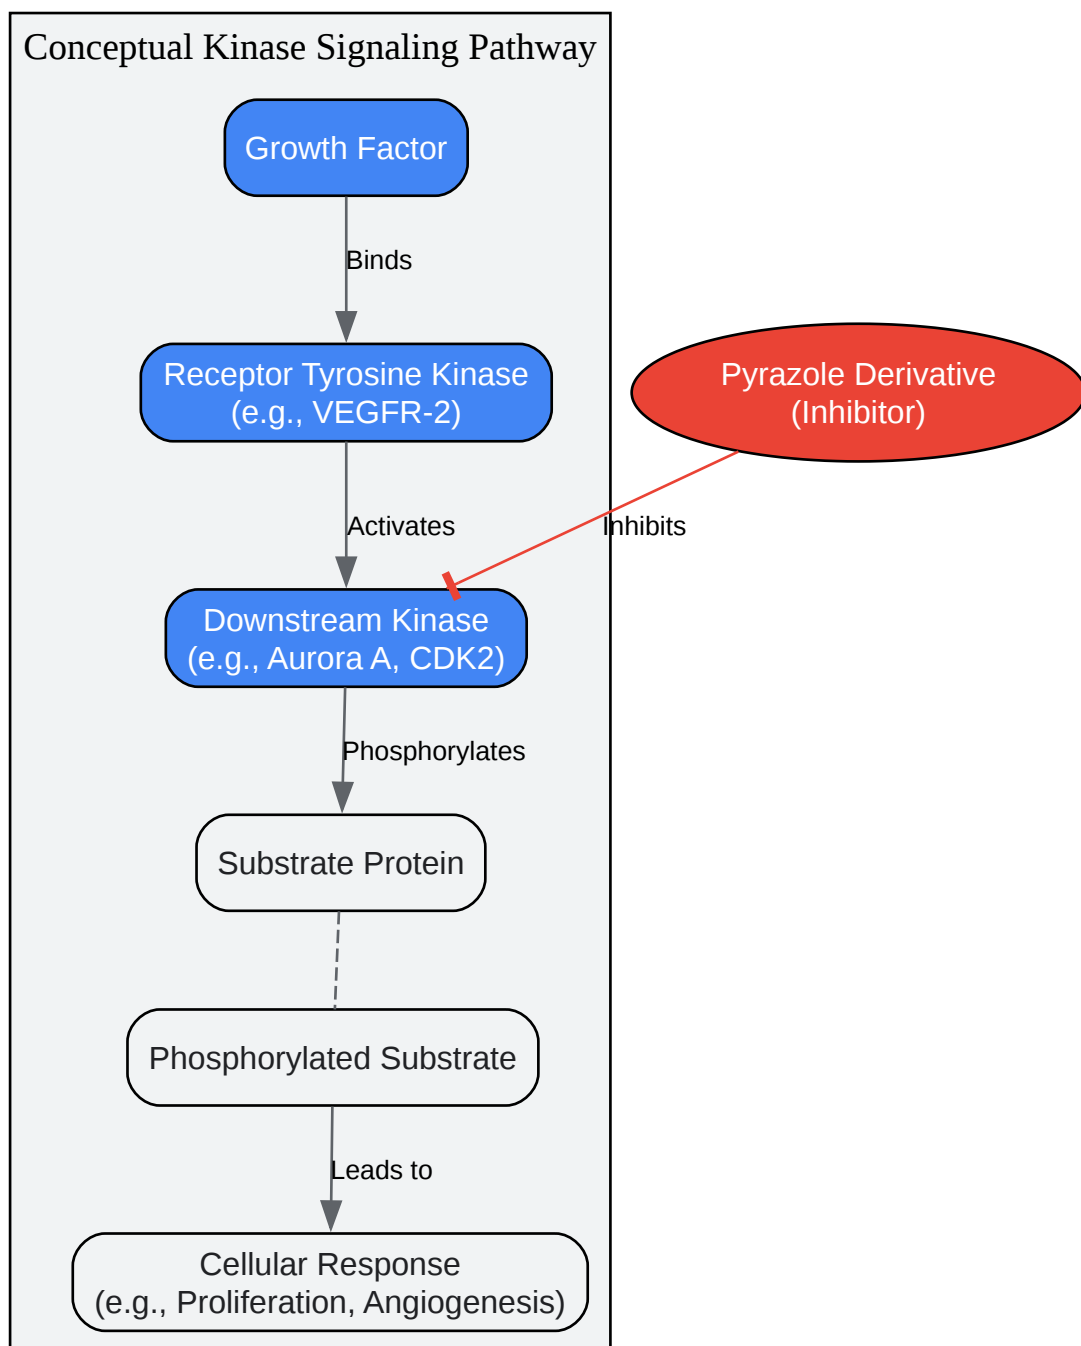 Conceptual Kinase Signaling Pathway
Growth Factor
Binds
Receptor Tyrosine Kinase
(e.g., VEGFR-2)
Pyrazole Derivative
(Inhibitor)
Activates
Inhibits
Downstream Kinase
(e.g., Aurora A, CDK2)
Phosphorylates
Substrate Protein
Phosphorylated Substrate
Leads to
Cellular Response
(e.g., Proliferation, Angiogenesis)